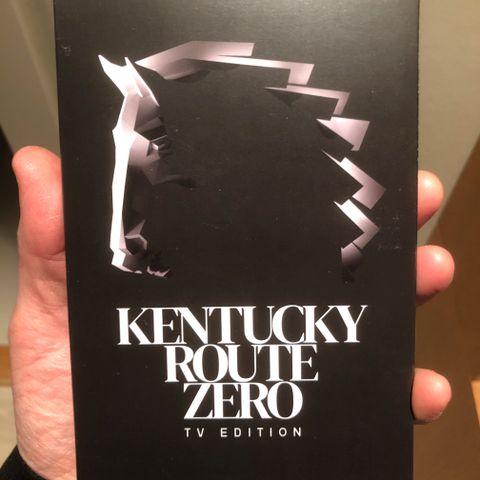 KENTUCKY
ROUTE
ZERO
TV EDITION